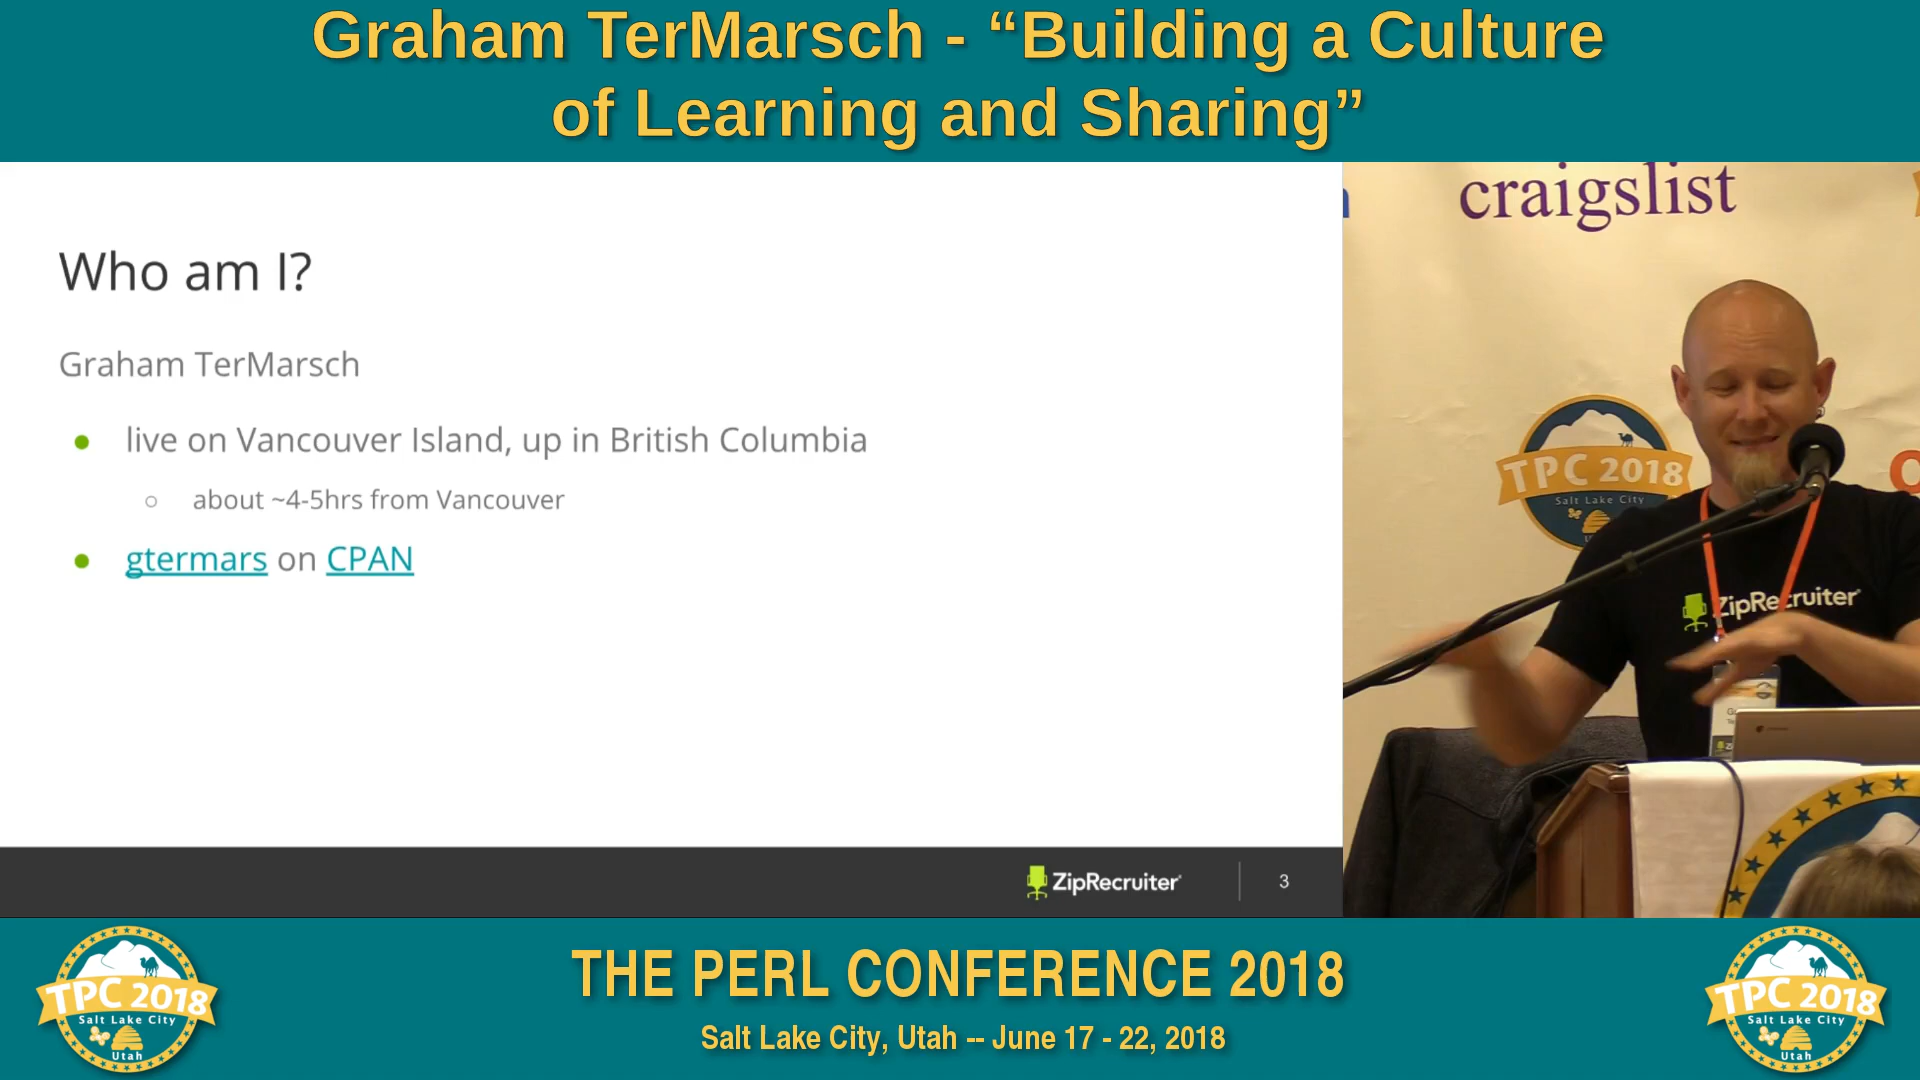 Graham TerMarsch - “Building a Culture
of Learning and Sharing”
Who am I?
Graham TerMarsch
live on Vancouver Island, up in British Columbia
about ~4-5hrs from Vancouver
gtermars on CPAN
ZipRecruiter
3
craigslist
TPC 2018
Salt Lake City
ZipRecruiter
THE PERL CONFERENCE 2018
Salt Lake City, Utah -- June 17 - 22, 2018
TPC 2018
Salt Lake City
Utah
TPC 2018
Salt Lake City
Utah